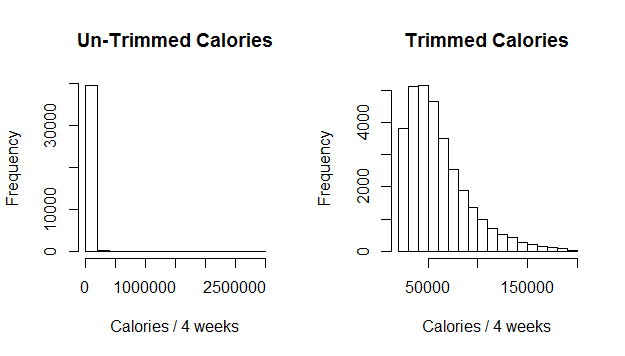 Un-Trimmed Calories
Frequency
0
10000
30000
0
1000000
2500000
Calories / 4 weeks
Trimmed Calories
Frequency
0
2000
4000
50000
150000
Calories / 4 weeks